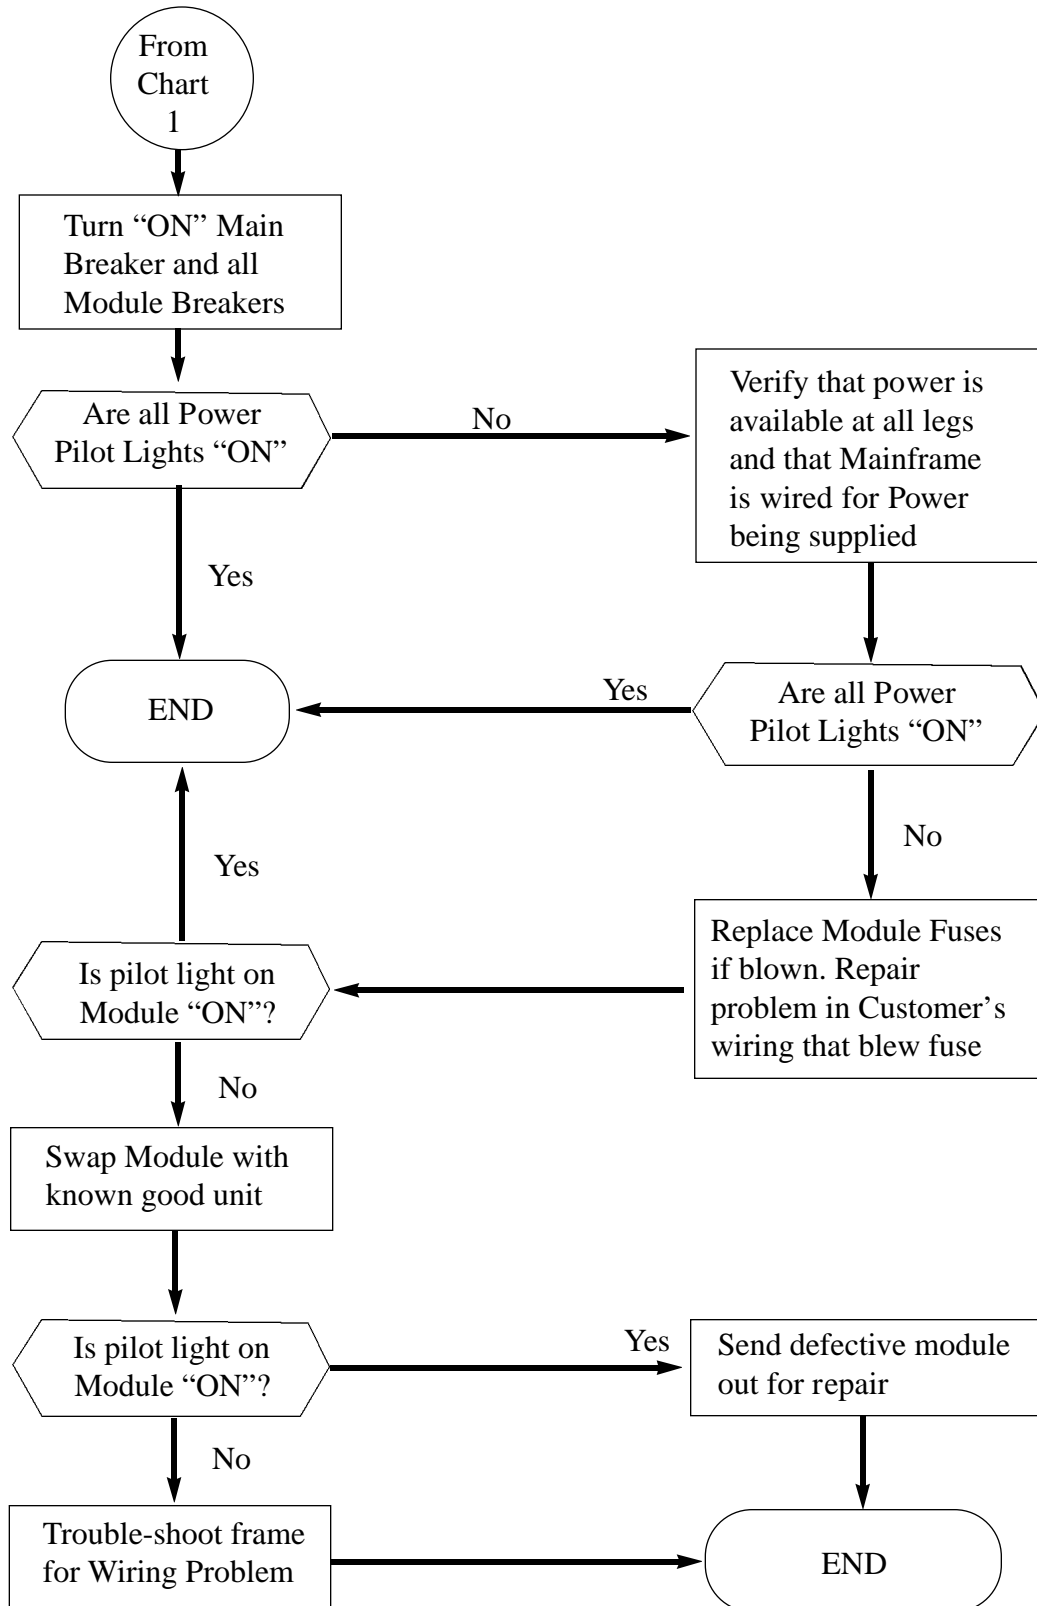 From
Chart
1
Turn “ON” Main
Breaker and all
Module Breakers
Are all Power
Pilot Lights “ON”
No
Verify that power is
available at all legs
and that Mainframe
is wired for Power
being supplied
Yes
END
Yes
Are all Power
Pilot Lights “ON”
No
Yes
Replace Module Fuses
if blown. Repair
problem in Customer’s
wiring that blew fuse
Is pilot light on
Module “ON”?
No
Swap Module with
known good unit
Is pilot light on
Module “ON”?
Yes
Send defective module
out for repair
No
Trouble-shoot frame
for Wiring Problem
END